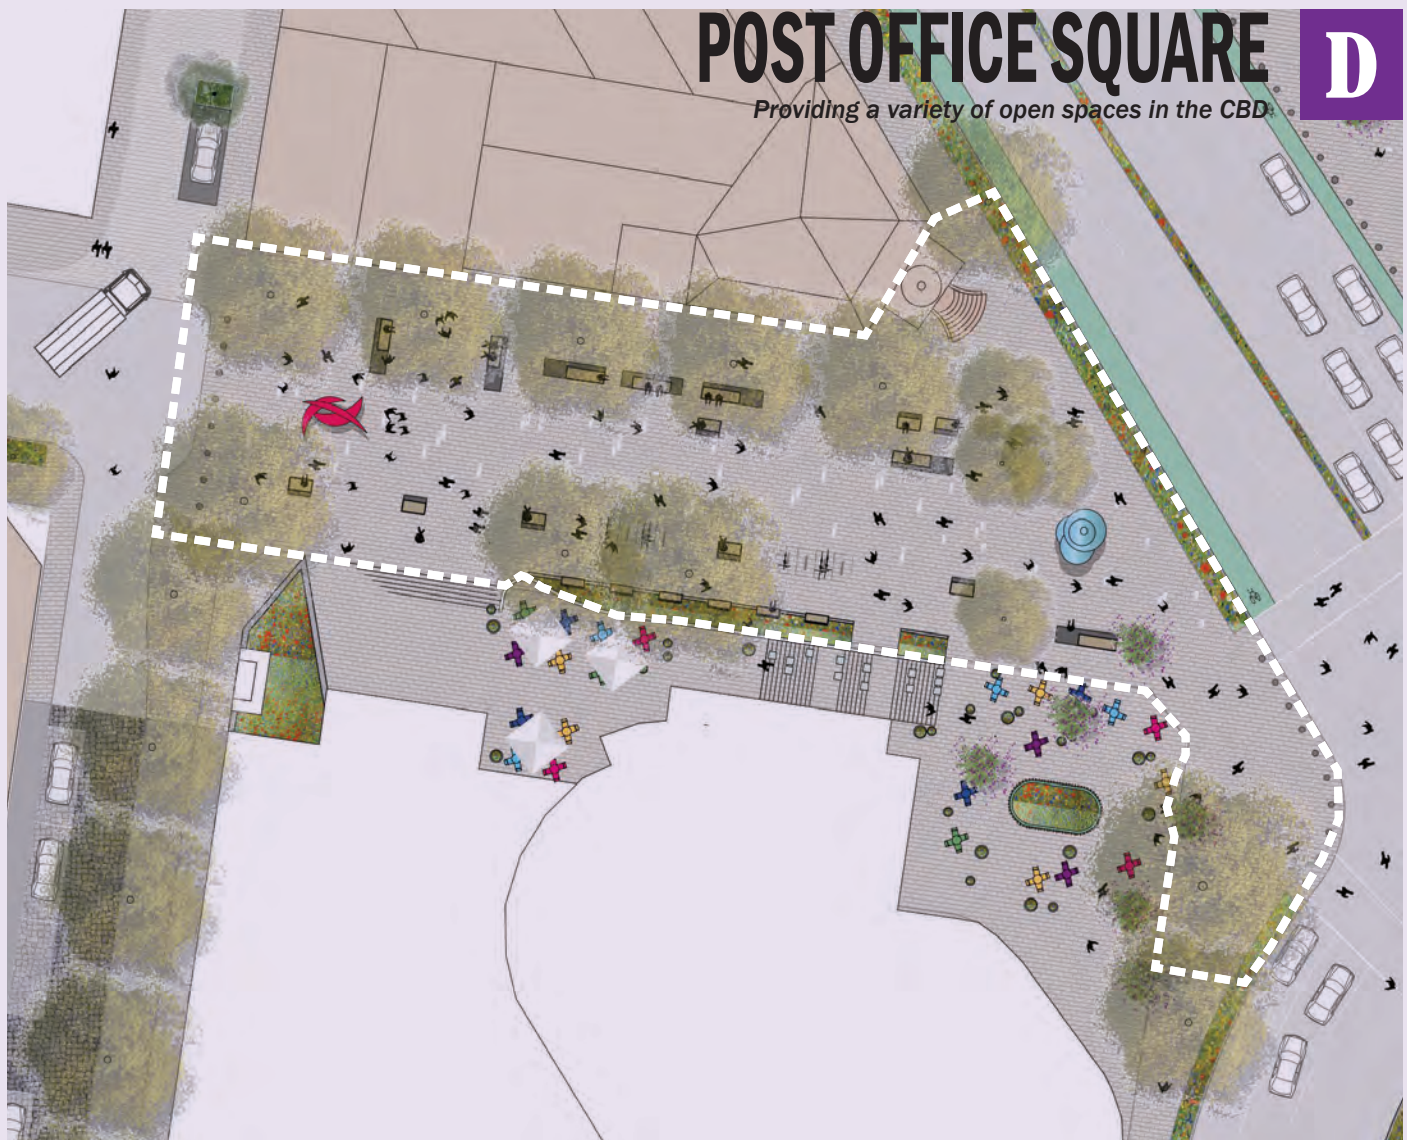 POST OFFICE SQUARE
D
Providing a variety of open spaces in the CBD